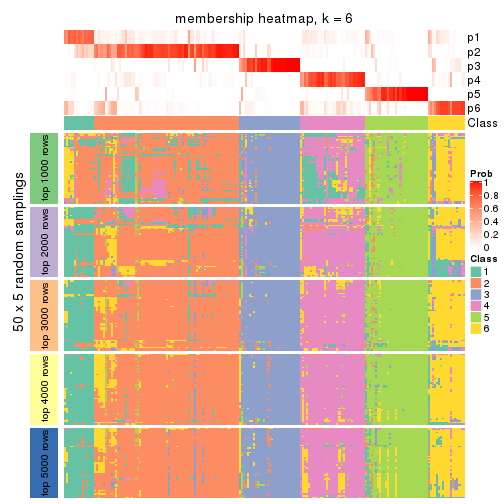 membership heatmap, k = 6
p1
p2
p3
p4
p5
p6
Class
50 x 5 random samplings
top 1000 rows
top 2000 rows
top 3000 rows
top 4000 rows
top 5000 rows
Prob
1
0.8
0.6
0.4
0.2
0
Class
1
2
3
4
5
6